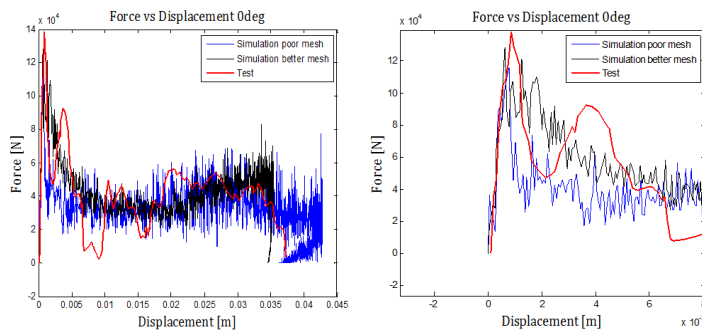 Force vs Displacement 0deg
x 10⁴
Simulation poor mesh
Simulation better mesh
Test
14
12
10
8
6
4
2
0
-2
Force [N]
0 0.005 0.01 0.015 0.02 0.025 0.03 0.035 0.04 0.045
Displacement [m]
Force vs Displacement 0deg
x 10⁴
Simulation poor mesh
Simulation better mesh
Test
14
12
10
8
6
4
2
0
Force [N]
-2 0 2 4 6 8
x 10⁻
Displacement [m]